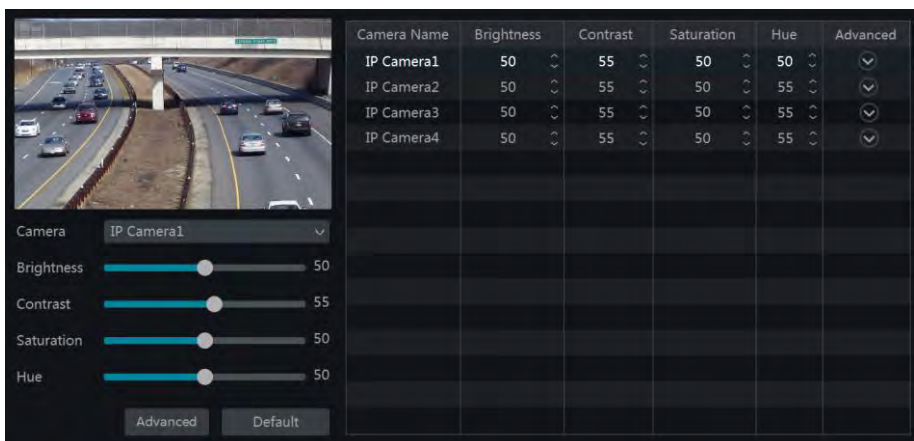 Camera Name Brightness Contrast Saturation Hue Advanced
IP Camera1 50 55 50 50
IP Camera2 50 55 50 55
IP Camera3 50 55 50 55
IP Camera4 50 55 50 55
Camera IP Camera1
Brightness 50
Contrast 55
Saturation 50
Hue 50
Advanced Default